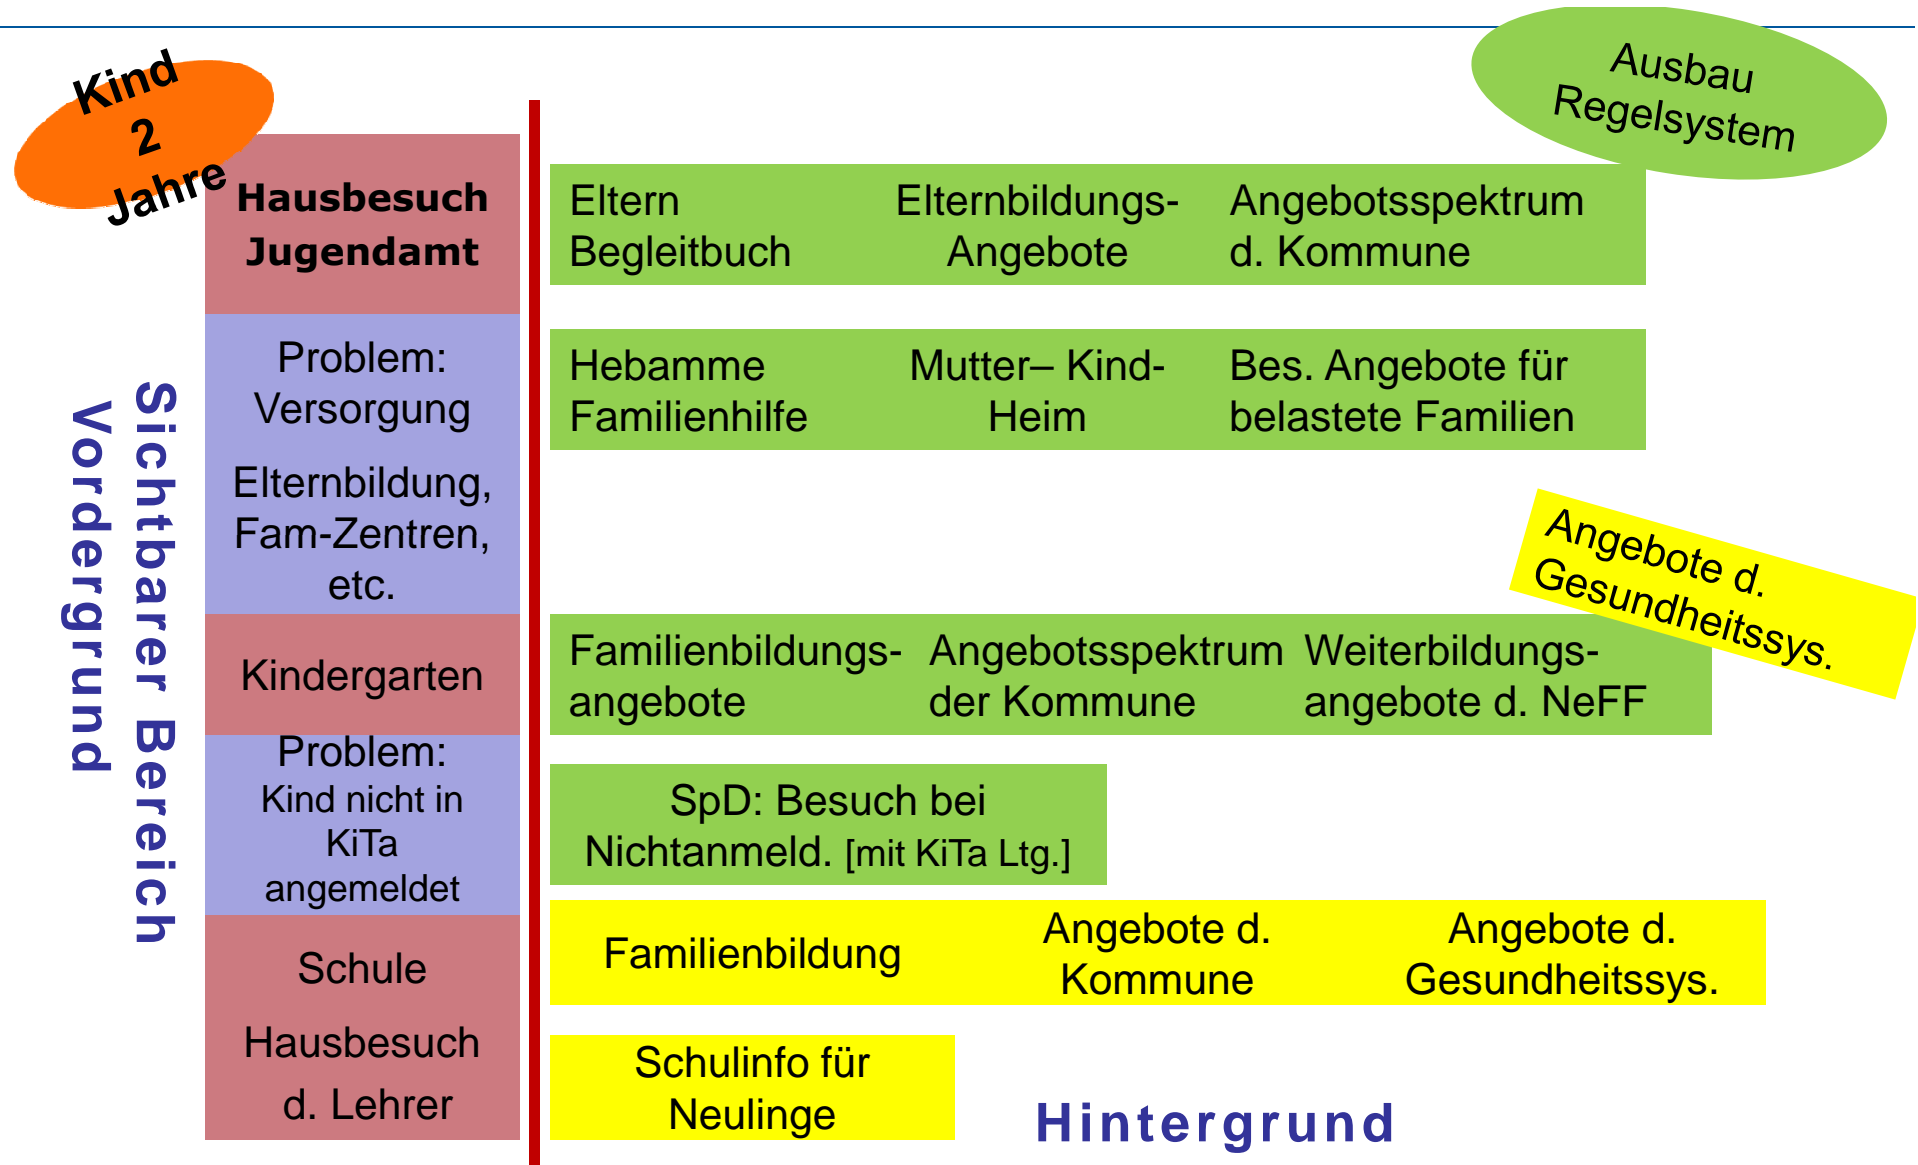 Kind
2
Jahre
Ausbau
Regelsystem
Hausbesuch
Jugendamt
Eltern
Begleitbuch
Elternbildungs-
Angebote
Angebotsspektrum
d. Kommune
Problem:
Versorgung
Hebamme
Familienhilfe
Mutter– Kind-
Heim
Bes. Angebote für
belastete Familien
Elternbildung,
Fam-Zentren,
etc.
Angebote d.
Gesundheitssys.
Kindergarten
Familienbildungs-
angebote
Angebotsspektrum
der Kommune
Weiterbildungs-
angebote d. NeFF
Problem:
Kind nicht in
KiTa
angemeldet
SpD: Besuch bei
Nichtanmeld. [mit KiTa Ltg.]
Schule
Familienbildung
Angebote d.
Kommune
Angebote d.
Gesundheitssys.
Hausbesuch
d. Lehrer
Schulinfo für
Neulinge
Sichtbarer Bereich
Vordergrund
Hintergrund